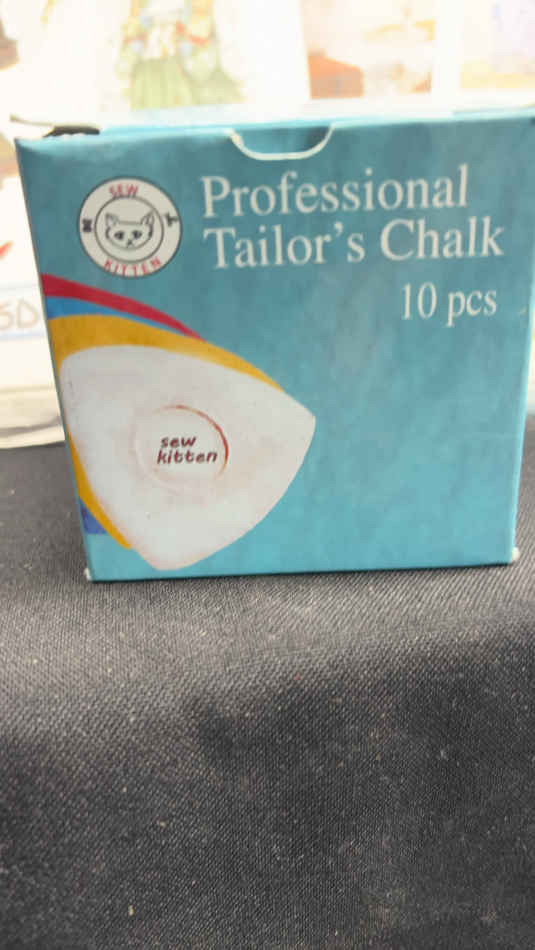 SEW
KITTEN
Professional
Tailor's Chalk
10 pcs
sew
kitten